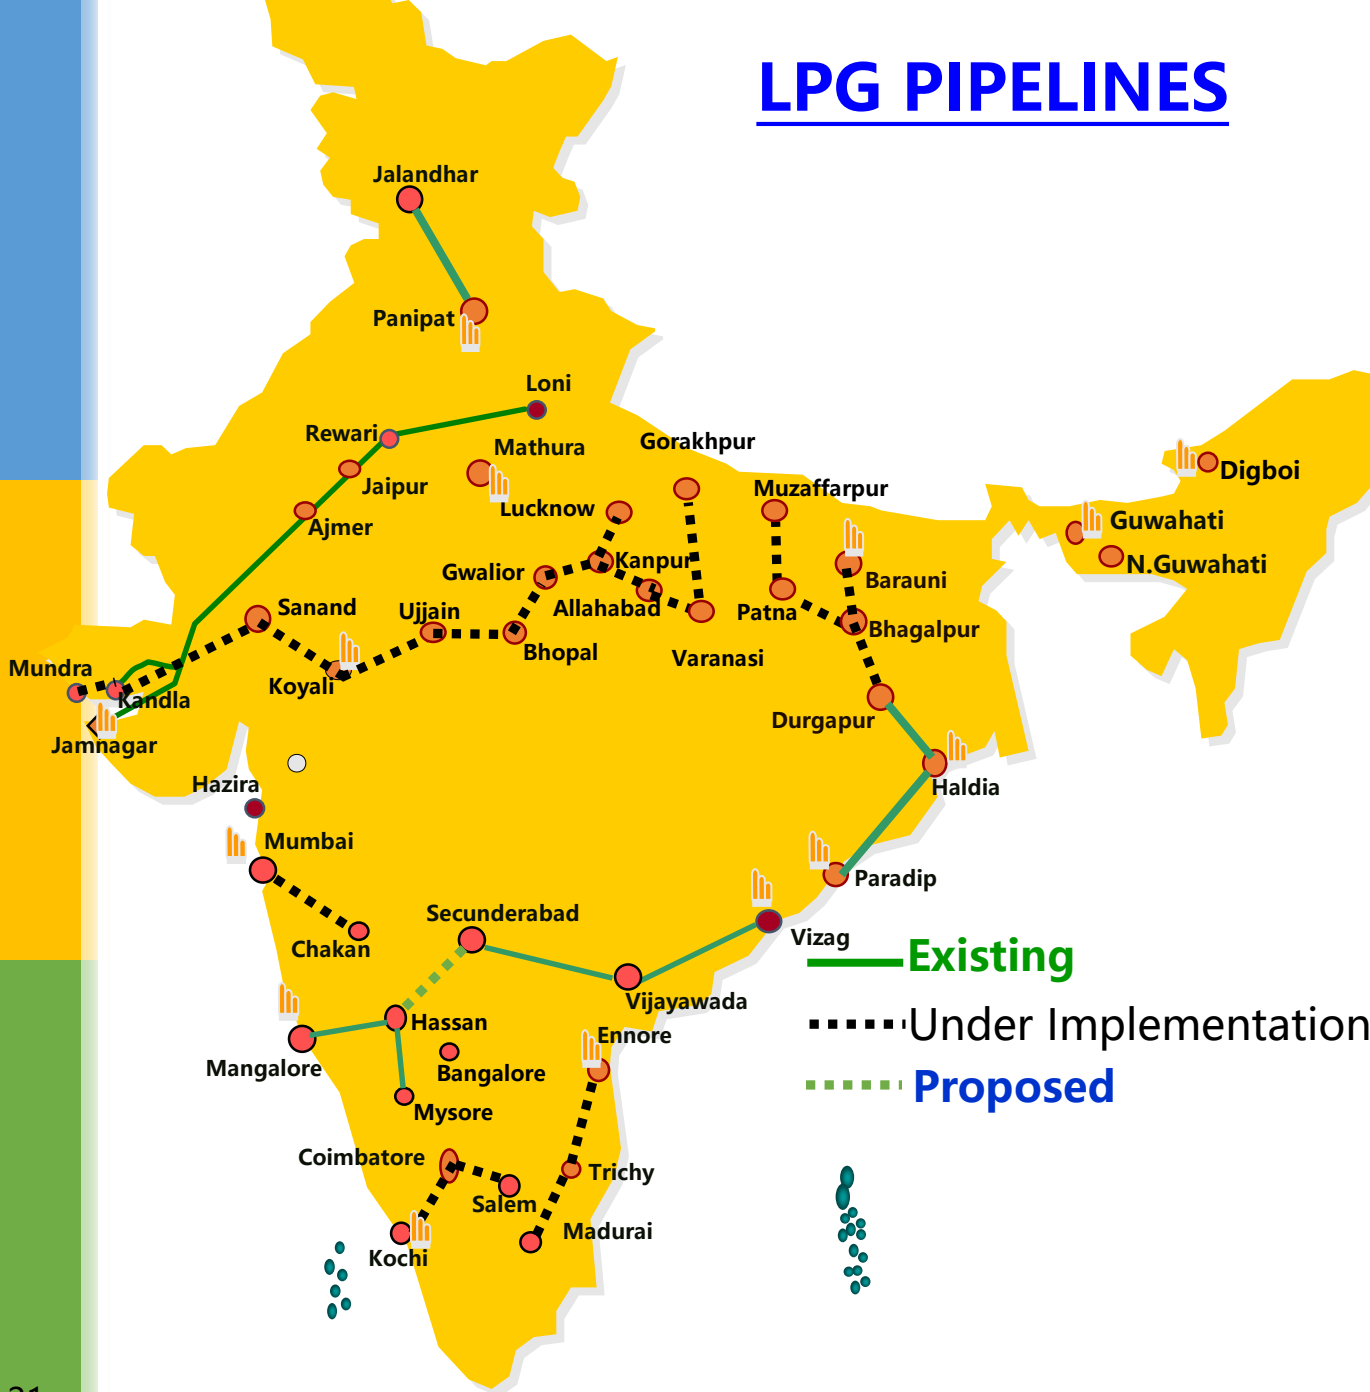 LPG PIPELINES
Jalandhar
Panipat
Loni
Rewari
Mathura
Gorakhpur
Jaipur
Lucknow
Muzaffarpur
Digboi
Ajmer
Guwahati
Kanpur
N.Guwahati
Gwalior
Barauni
Sanand
Ujjain
Allahabad
Patna
Bhagalpur
Bhopal
Varanasi
Mundra
Koyali
Kandla
Durgapur
Jamnagar
Hazira
Haldia
Mumbai
Paradip
Secunderabad
Vizag
Chakan
Existing
Vijayawada
Hassan
Under Implementation
Ennore
Mangalore
Bangalore
Proposed
Mysore
Coimbatore
Trichy
Salem
Madurai
Kochi